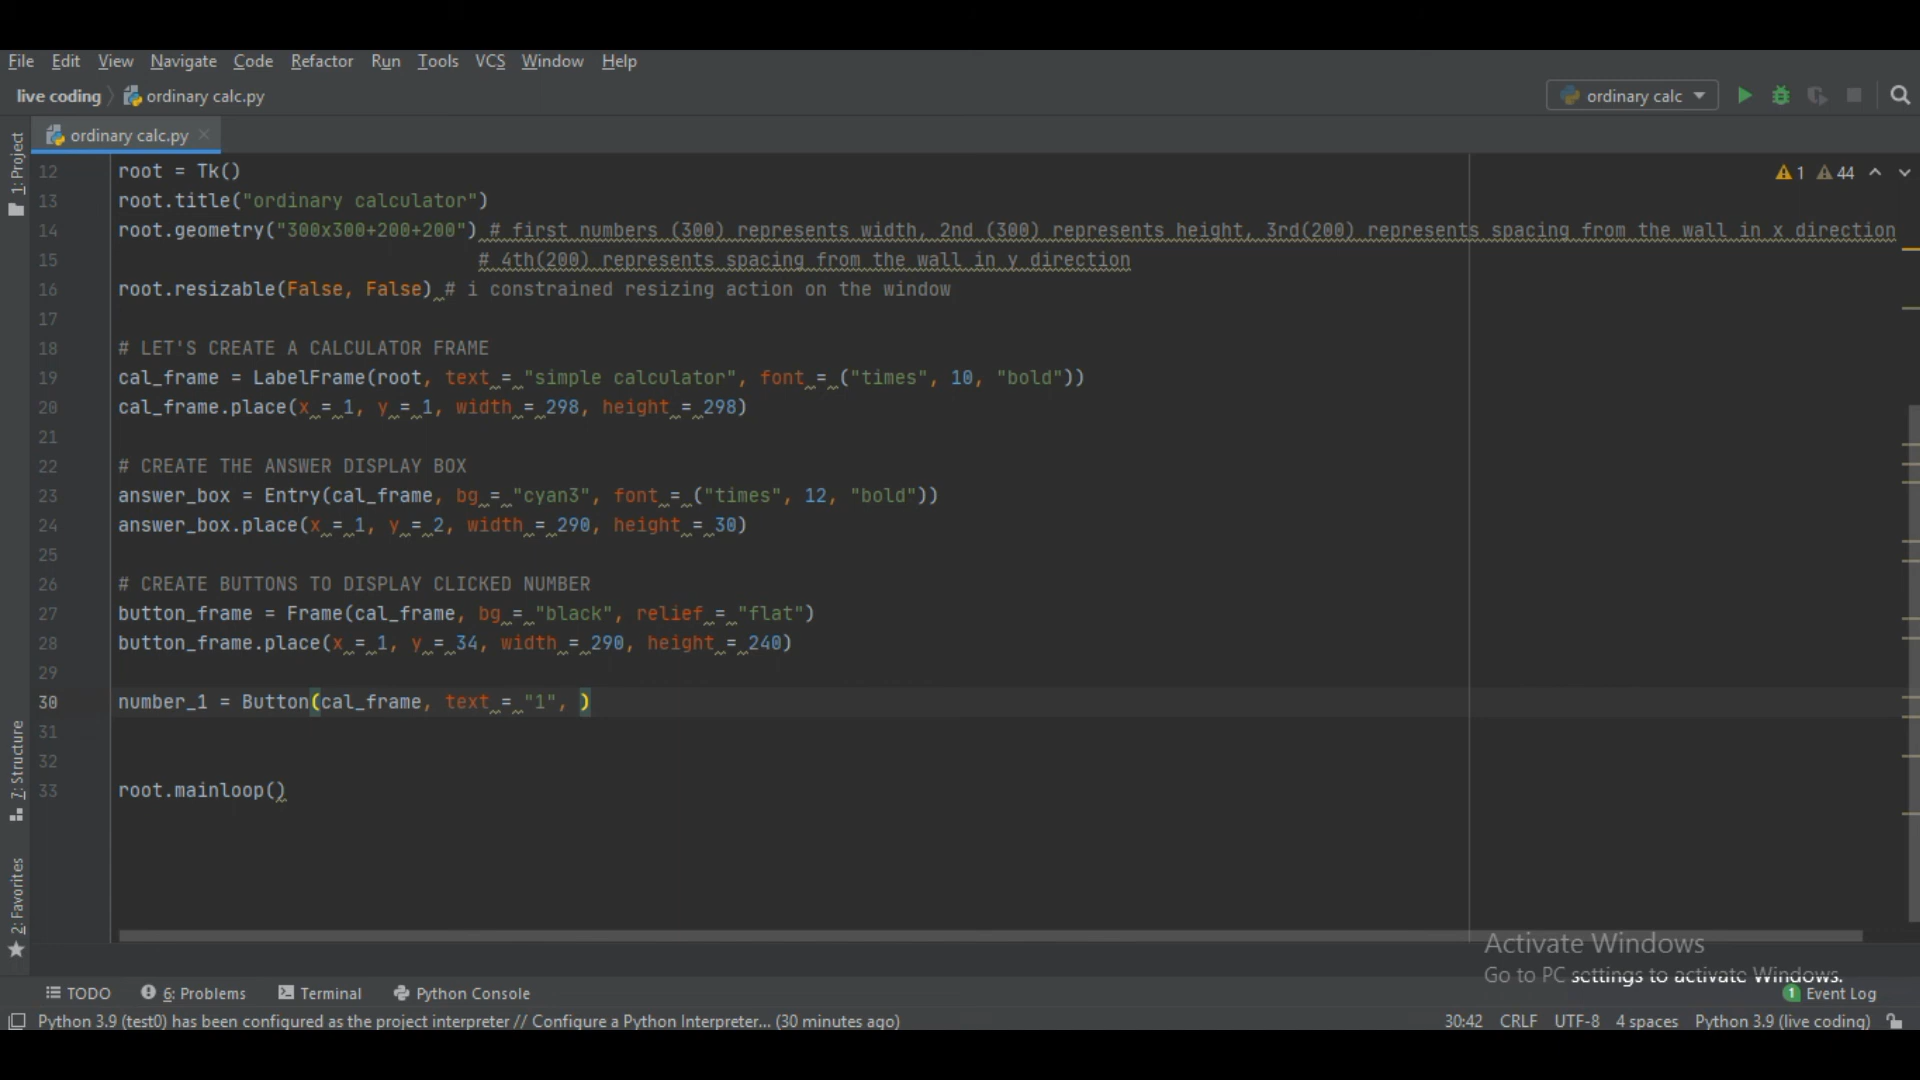 File Edit View Navigate Code Refactor Run Tools VCS Window Help
live coding ordinary calc.py ordinary calc
1: Project
ordinary calc.py
1 44
12 root = Tk()
13 root.title("ordinary calculator")
14 root.geometry("300x300+200+200") # first numbers (300) represents width, 2nd (300) represents height, 3rd(200) represents spacing from the wall in x direction
15 # 4th(200) represents spacing from the wall in y direction
16 root.resizable(False, False) # i constrained resizing action on the window
17
18 # LET'S CREATE A CALCULATOR FRAME
19 cal_frame = LabelFrame(root, text = "simple calculator", font = ("times", 10, "bold"))
20 cal_frame.place(x = 1, y = 1, width = 298, height = 298)
21
22 # CREATE THE ANSWER DISPLAY BOX
23 answer_box = Entry(cal_frame, bg = "cyan3", font = ("times", 12, "bold"))
24 answer_box.place(x = 1, y = 2, width = 290, height = 30)
25
26 # CREATE BUTTONS TO DISPLAY CLICKED NUMBER
27 button_frame = Frame(cal_frame, bg = "black", relief = "flat")
28 button_frame.place(x = 1, y = 34, width = 290, height = 240)
29
30 number_1 = Button(cal_frame, text = "1", )
31
32
33 root.mainloop()
7: Structure
2: Favorites
Activate Windows
Go to PC settings to activate Windows.
TODO 6: Problems Terminal Python Console 1 Event Log
Python 3.9 (test0) has been configured as the project interpreter // Configure a Python Interpreter... (30 minutes ago) 30:42 CRLF UTF-8 4 spaces Python 3.9 (live coding)